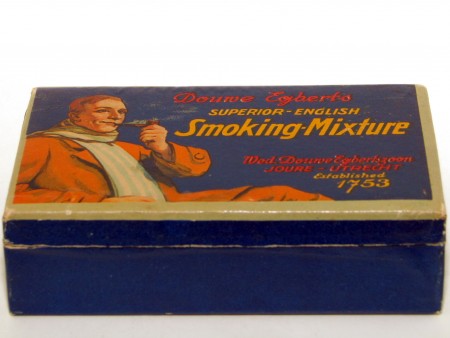 Douwe Egberts
SUPERIOR-ENGLISH
Smoking-Mixture
Wed. Douwe Egbertszoon
JOURE - UTRECHT
Established
1753